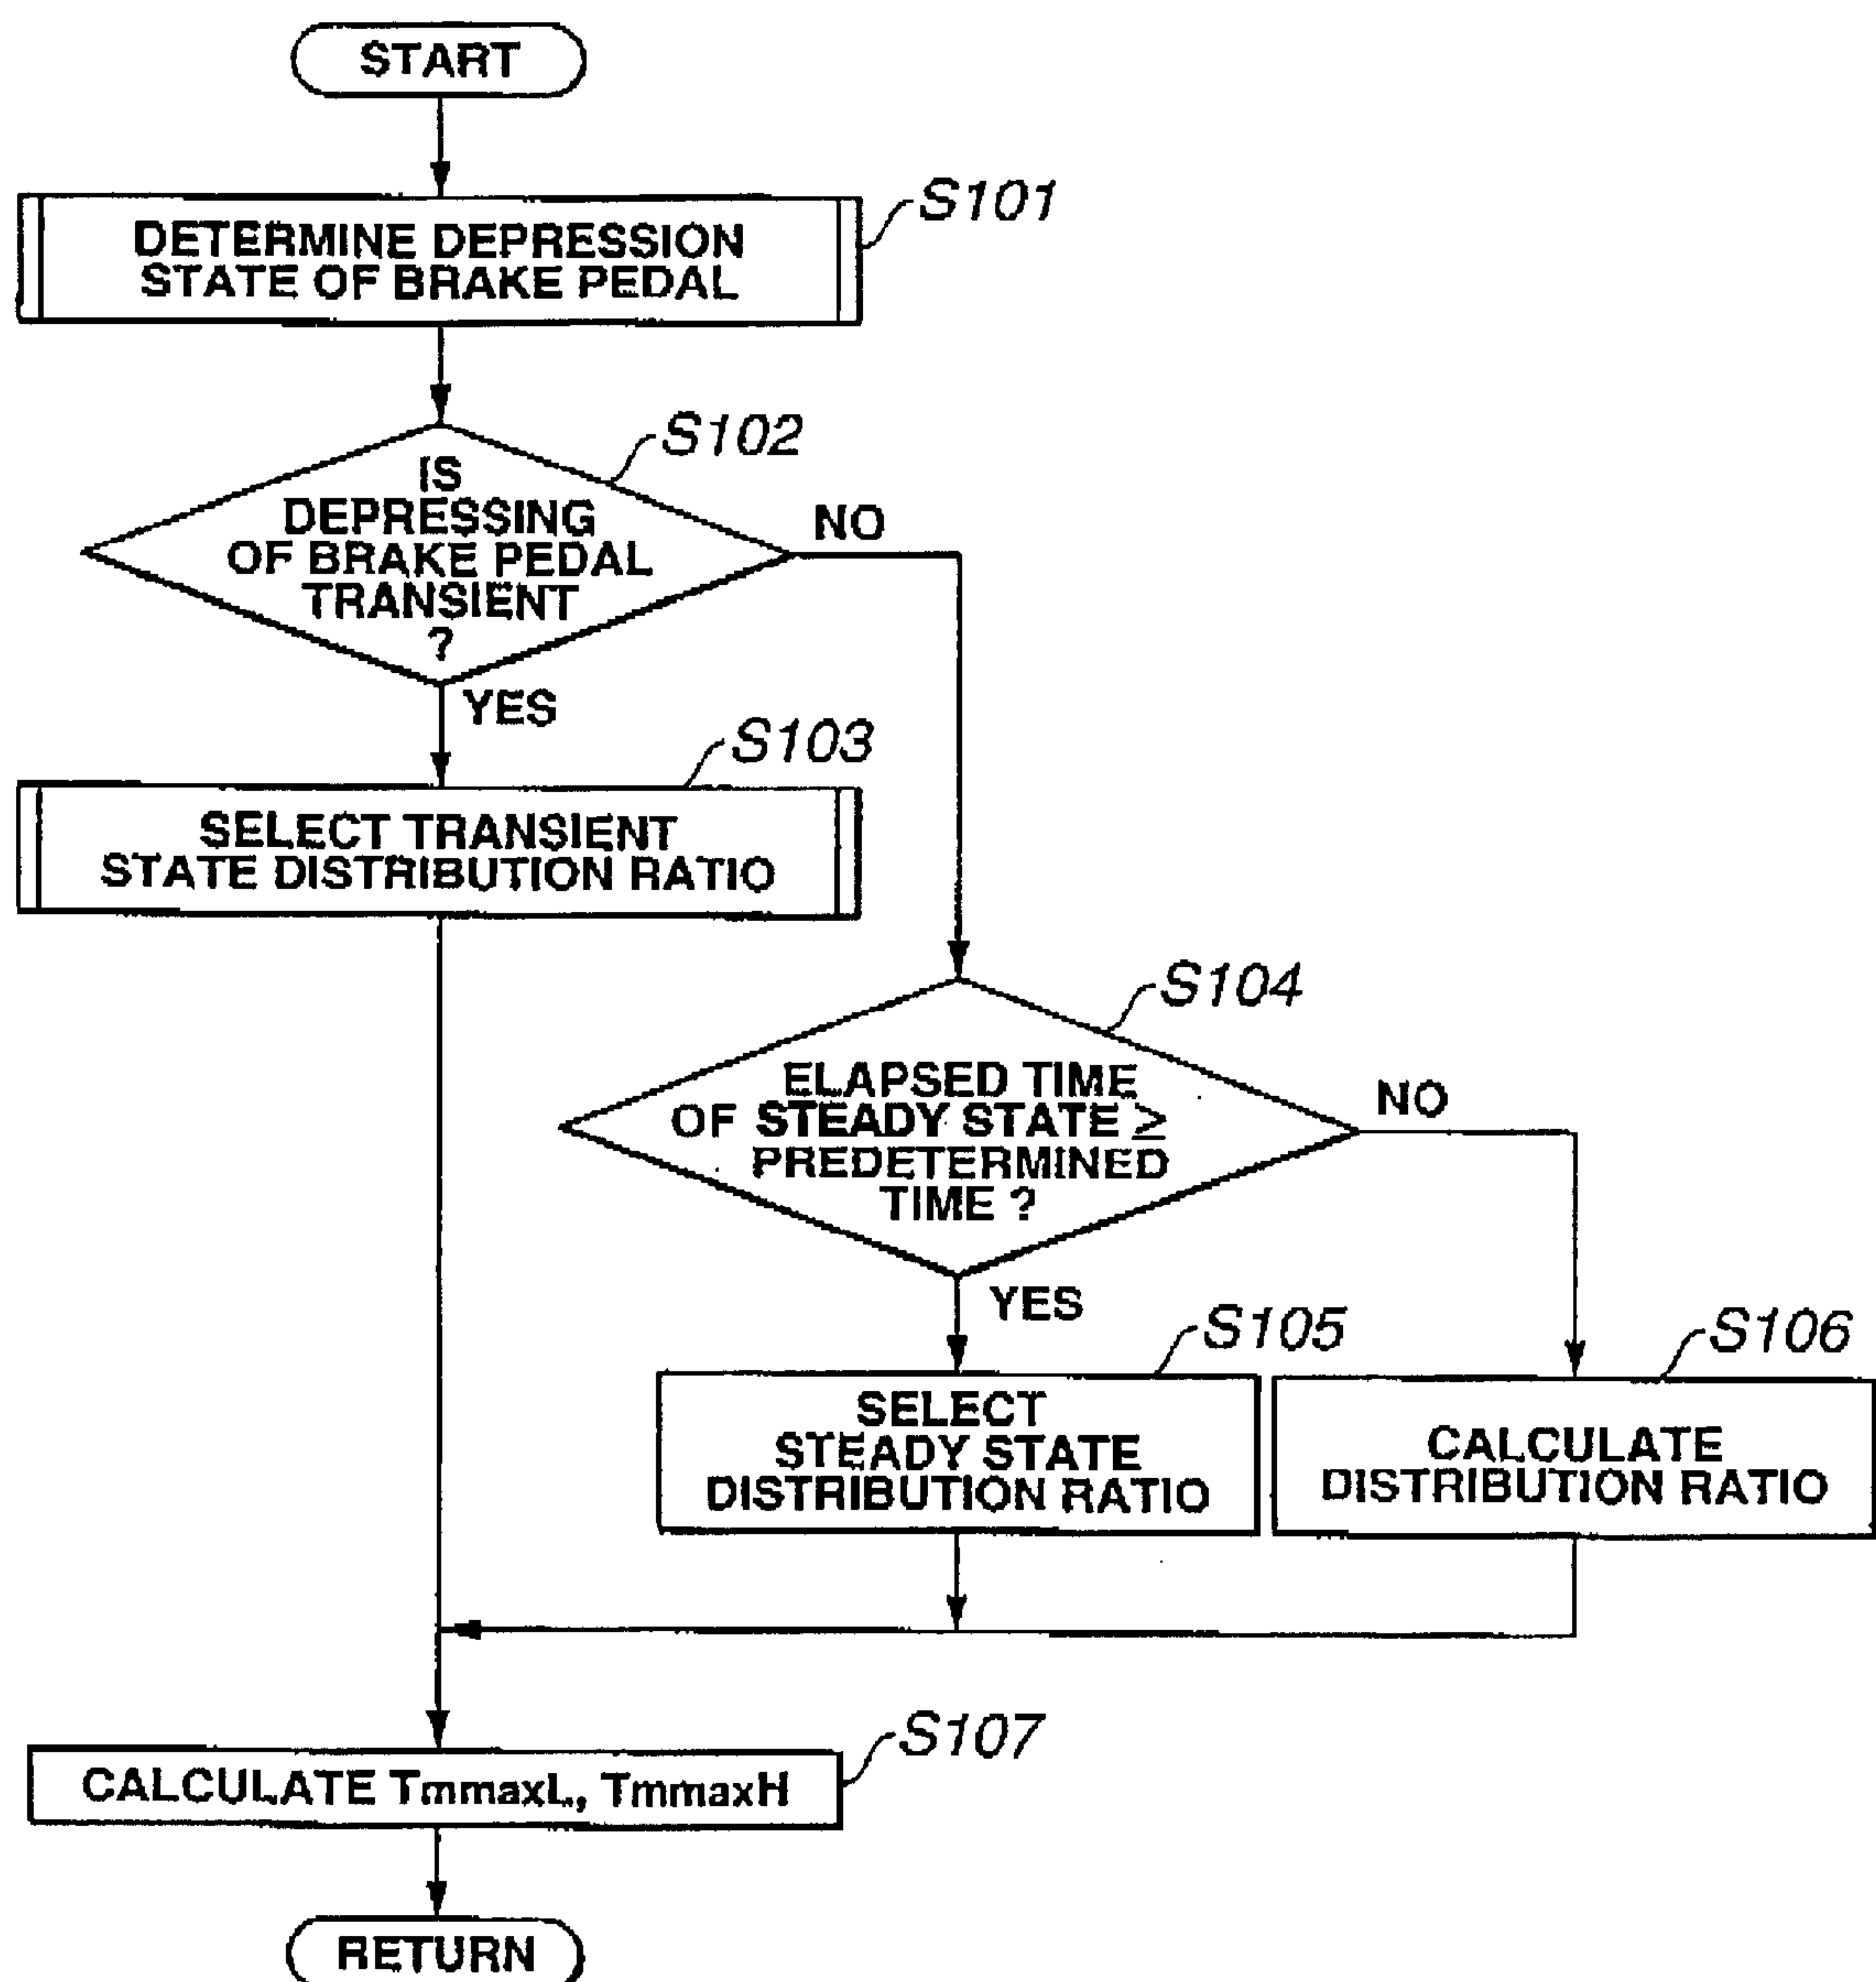 START
S101
DETERMINE DEPRESSION
STATE OF BRAKE PEDAL
S102
IS
DEPRESSING
OF BRAKE PEDAL
TRANSIENT
?
NO
YES
S103
SELECT TRANSIENT
STATE DISTRIBUTION RATIO
S104
ELAPSED TIME
OF STEADY STATE ≥
PREDETERMINED
TIME ?
NO
YES
S105
SELECT
STEADY STATE
DISTRIBUTION RATIO
S106
CALCULATE
DISTRIBUTION RATIO
S107
CALCULATE TmmaxL, TmmaxH
RETURN